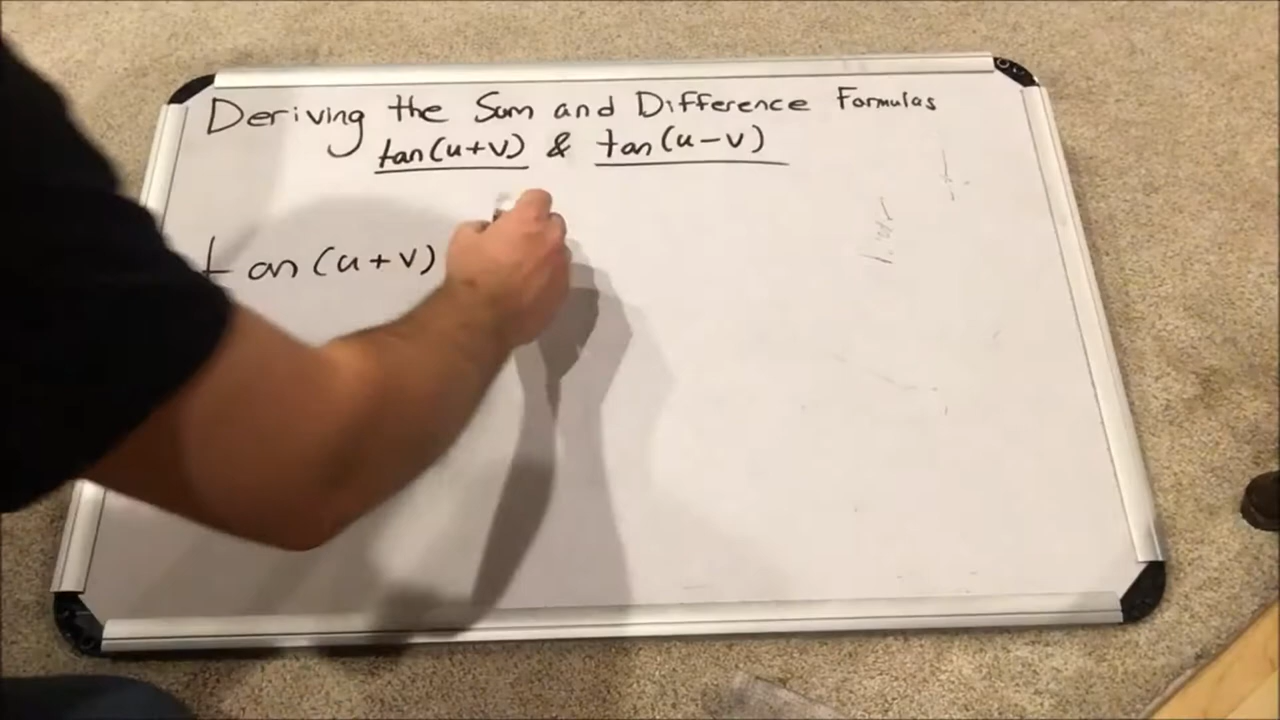 Deriving the Sum and Difference Formulas
tan(u+v) & tan(u-v)
tan(u+v)